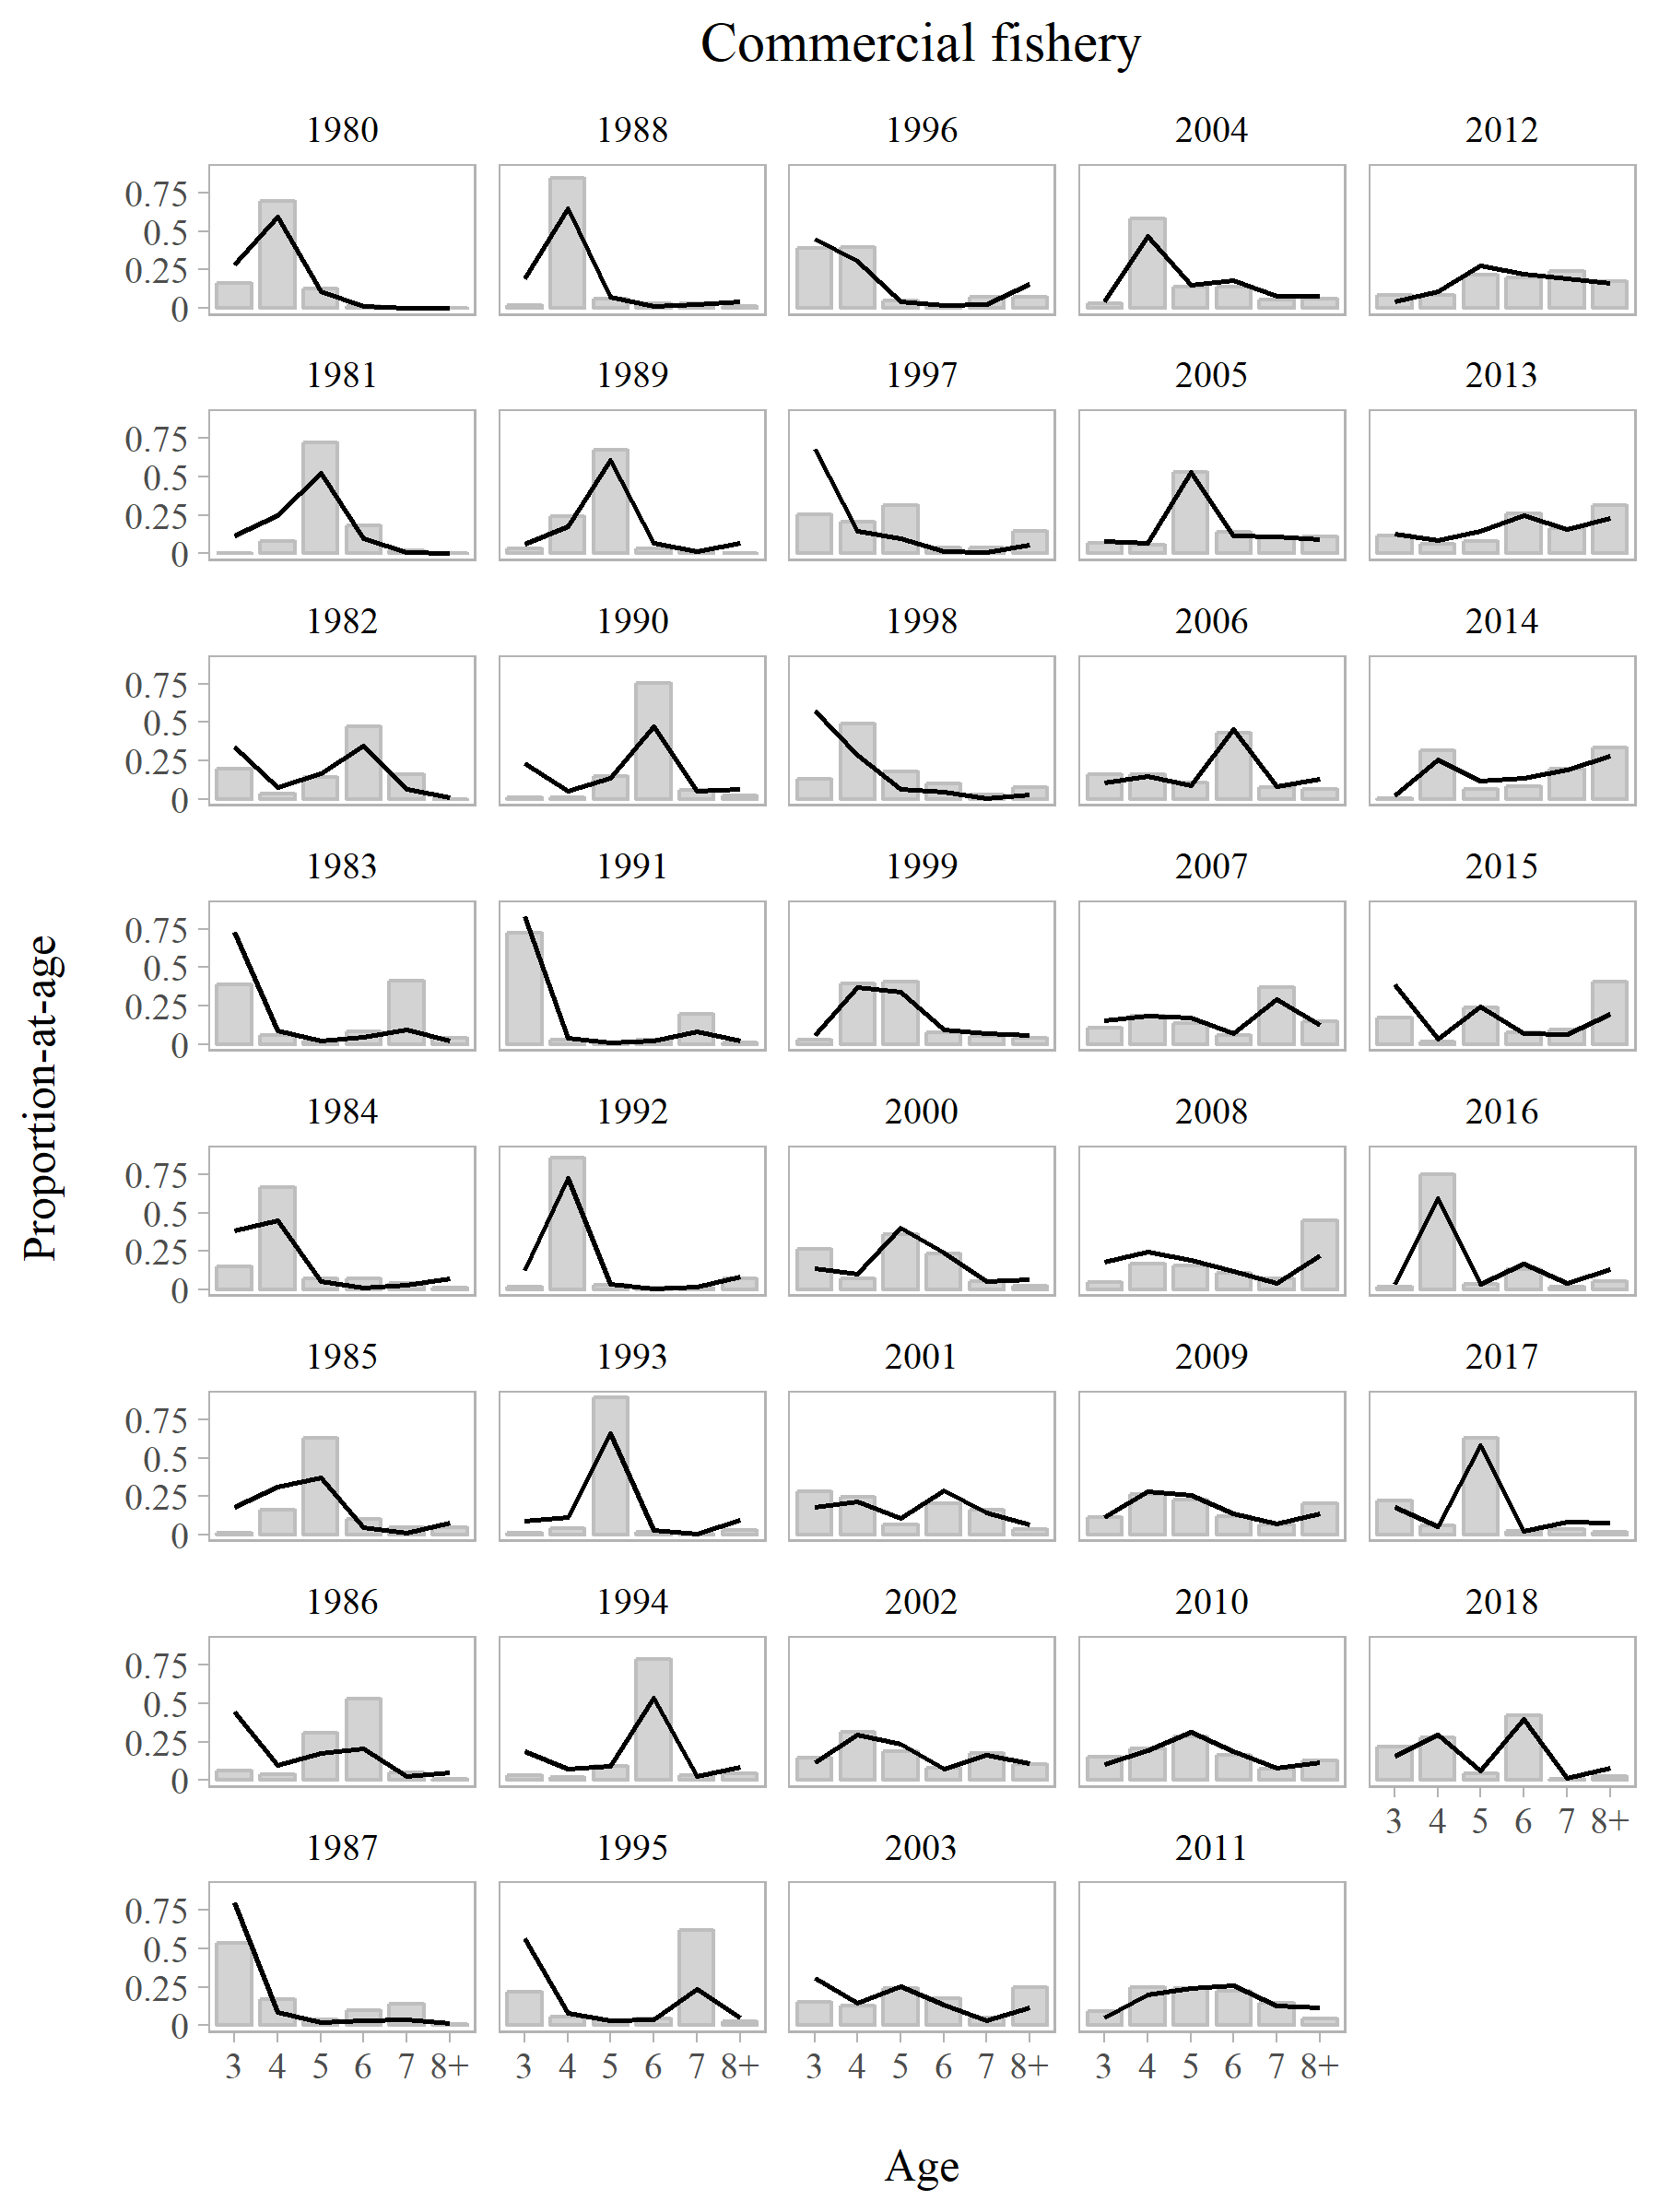 Commercial fishery
1980 1988 1996 2004 2012
0.75
0.5
0.25
0
1981 1989 1997 2005 2013
0.75
0.5
0.25
0
1982 1990 1998 2006 2014
0.75
0.5
0.25
0
1983 1991 1999 2007 2015
0.75
0.5
0.25
0
1984 1992 2000 2008 2016
0.75
0.5
0.25
0
1985 1993 2001 2009 2017
0.75
0.5
0.25
0
1986 1994 2002 2010 2018
0.75
0.5
0.25
0
3 4 5 6 7 8+
1987 1995 2003 2011
0.75
0.5
0.25
0
3 4 5 6 7 8+ 3 4 5 6 7 8+ 3 4 5 6 7 8+ 3 4 5 6 7 8+
Proportion-at-age
Age